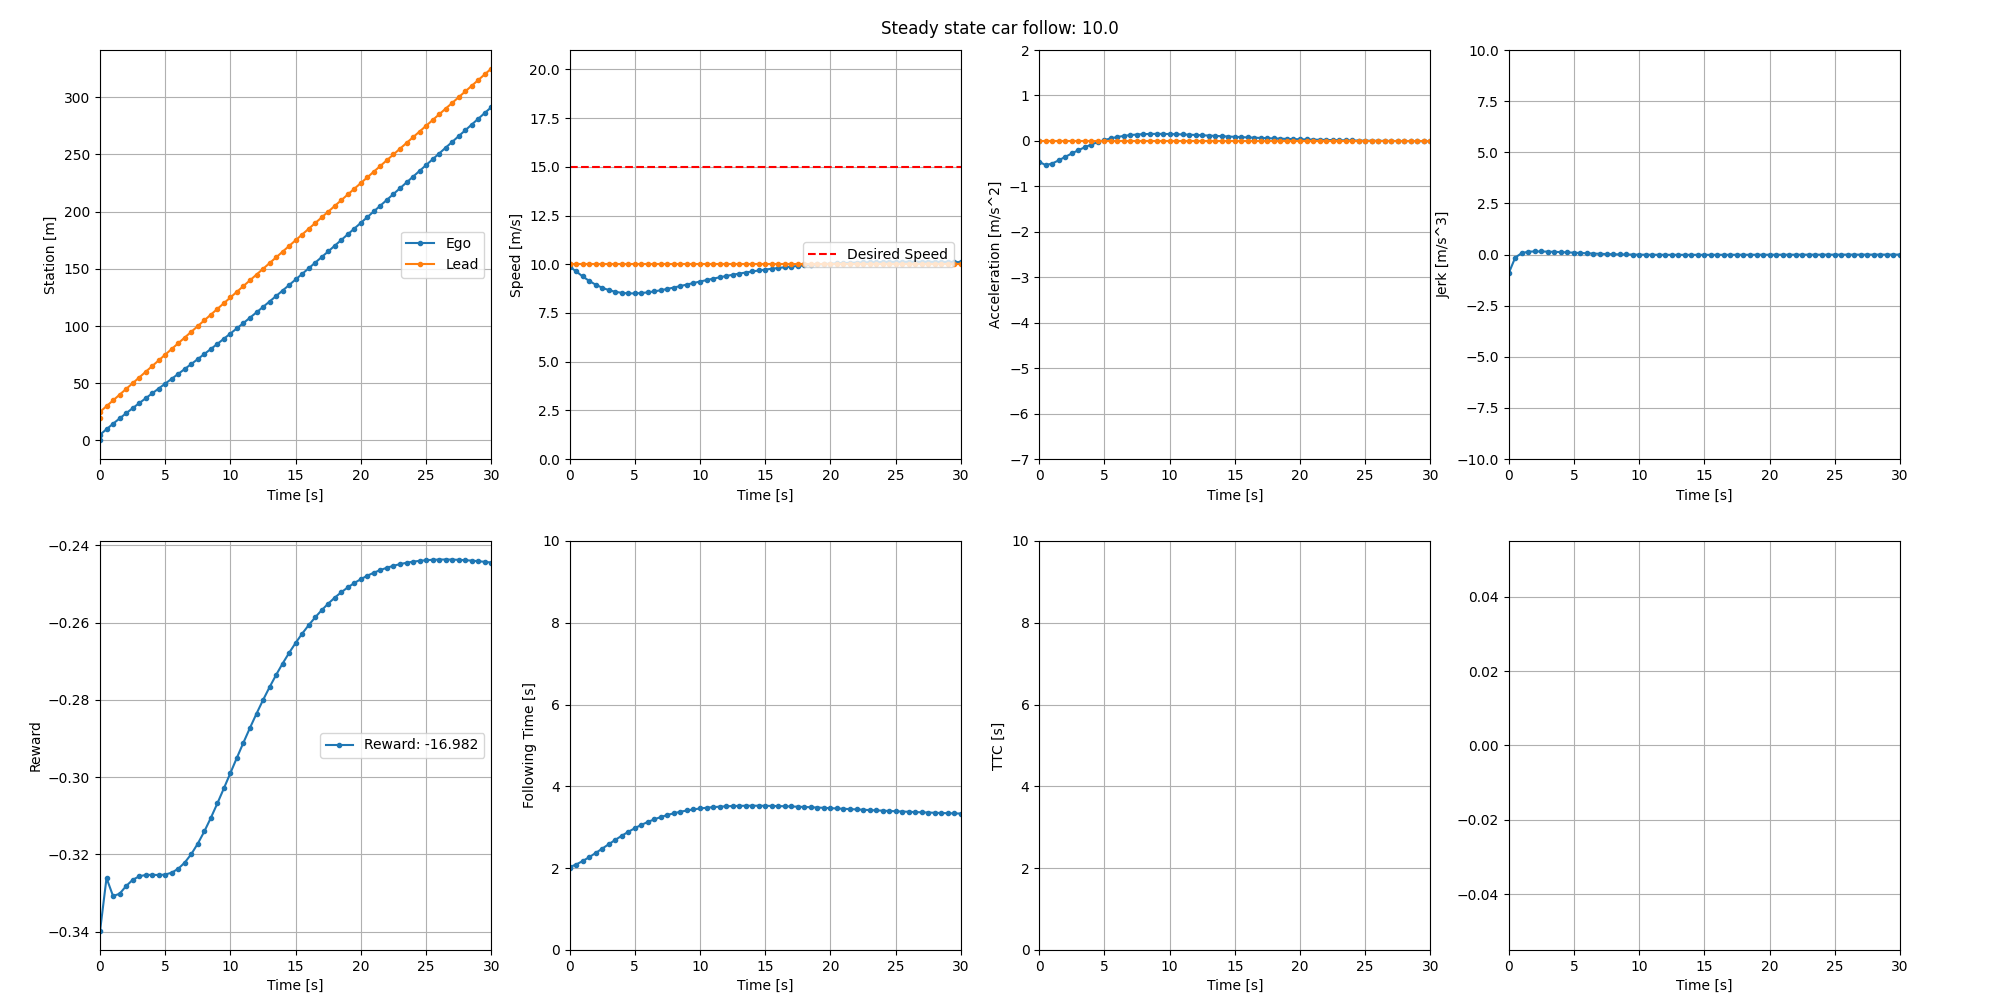 Steady state car follow: 10.0
Station [m]
300
250
200
150
100
50
0
Ego
Lead
0 5 10 15 20 25 30
Time [s]
Speed [m/s]
20.0
17.5
15.0
12.5
10.0
7.5
5.0
2.5
0.0
Desired Speed
0 5 10 15 20 25 30
Time [s]
Acceleration [m/s^2]
2
1
0
−1
−2
−3
−4
−5
−6
−7
0 5 10 15 20 25 30
Time [s]
Jerk [m/s^3]
10.0
7.5
5.0
2.5
0.0
−2.5
−5.0
−7.5
−10.0
0 5 10 15 20 25 30
Time [s]
Reward
−0.24
−0.26
−0.28
−0.30
−0.32
−0.34
Reward: -16.982
0 5 10 15 20 25 30
Time [s]
Following Time [s]
10
8
6
4
2
0
0 5 10 15 20 25 30
Time [s]
TTC [s]
10
8
6
4
2
0
0 5 10 15 20 25 30
Time [s]
0.04
0.02
0.00
−0.02
−0.04
0 5 10 15 20 25 30
Time [s]